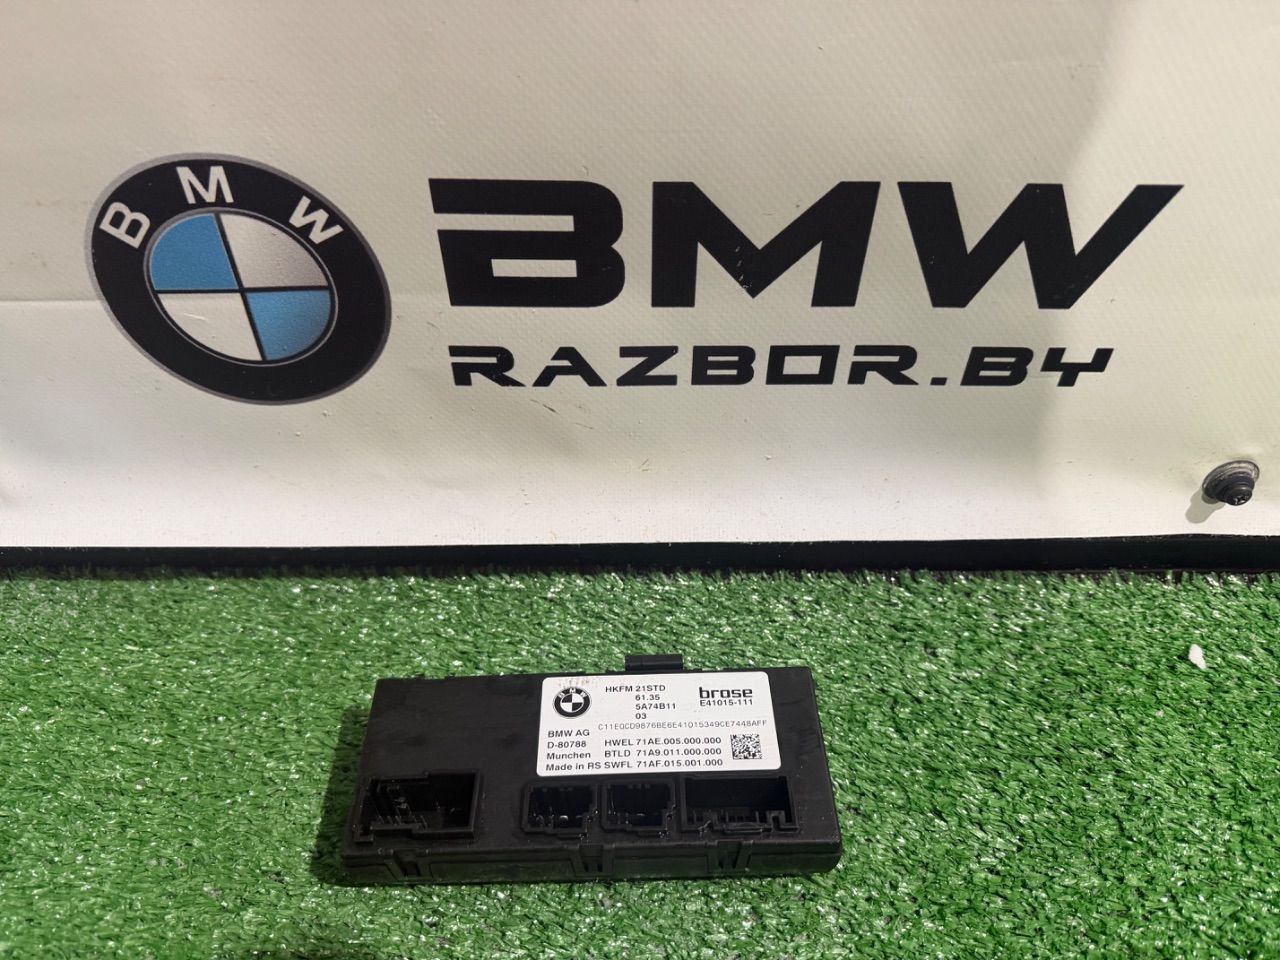 BMW
BMW
RAZBOR.BY
BMW
HKFM 21STD
61.35
5A74B11
03
brose
E41015-111
C11E0CD9876BE6E41015349CE7448AFF
BMW AG
D-80788
Munchen
Made in RS
HWEL 71AE.005.000.000
BTLD 71A9.011.000.000
SWFL 71AF.015.001.000